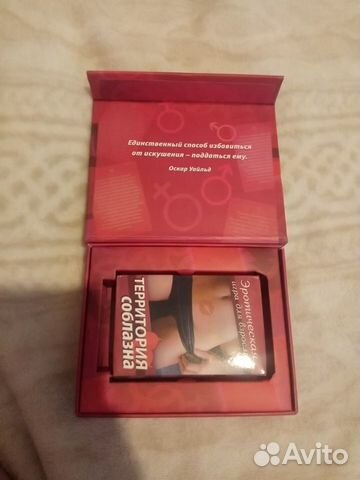 Единственный способ избавиться
от искушения – поддаться ему.
Оскар Уайльд
Эротическая
игра для взрослых
ТЕРРИТОРИЯ
соблазна
Avito